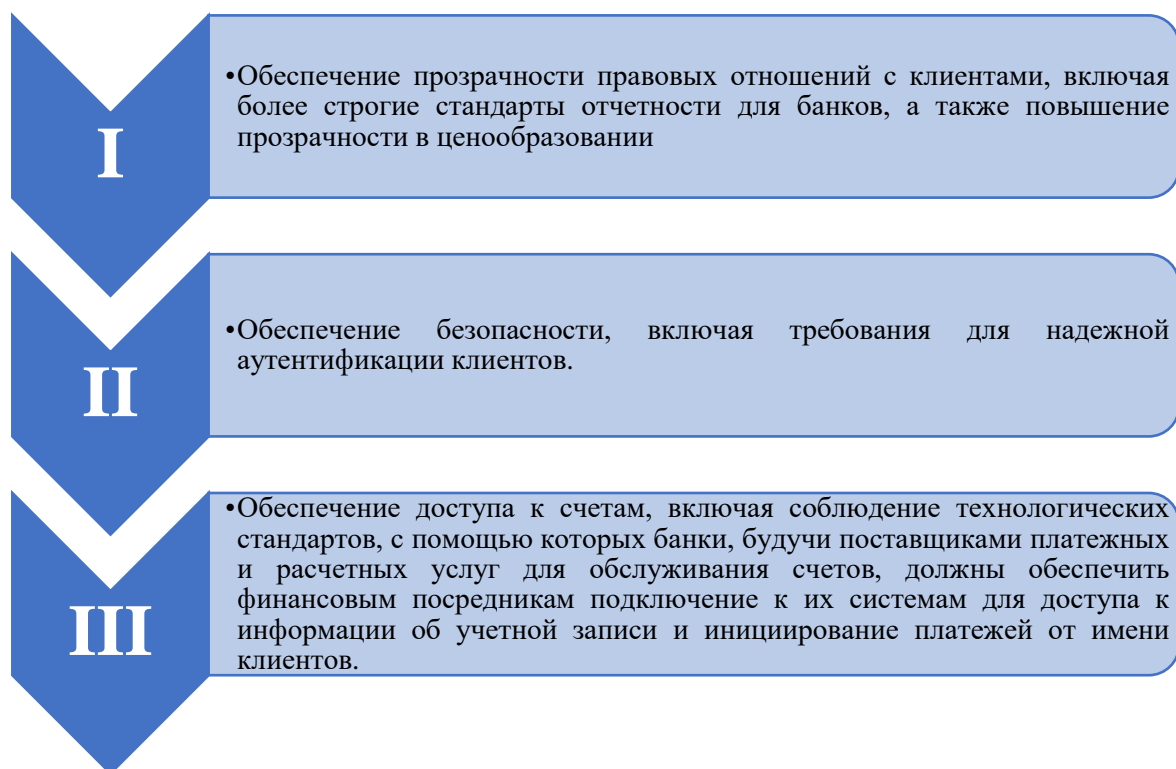 I
•Обеспечение прозрачности правовых отношений с клиентами, включая
более строгие стандарты отчетности для банков, а также повышение
прозрачности в ценообразовании
II
•Обеспечение безопасности, включая требования для надежной
аутентификации клиентов.
III
•Обеспечение доступа к счетам, включая соблюдение технологических
стандартов, с помощью которых банки, будучи поставщиками платежных
и расчетных услуг для обслуживания счетов, должны обеспечить
финансовым посредникам подключение к их системам для доступа к
информации об учетной записи и инициирование платежей от имени
клиентов.